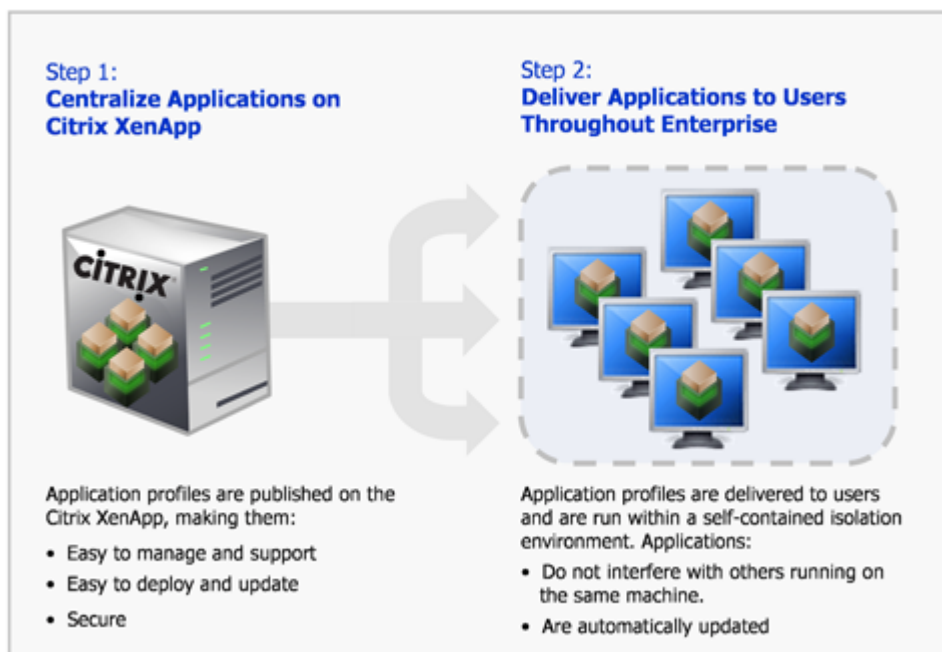 Step 1:
Centralize Applications on
Citrix XenApp
CiTRIX
Application profiles are published on the
Citrix XenApp, making them:
• Easy to manage and support
• Easy to deploy and update
• Secure
Step 2:
Deliver Applications to Users
Throughout Enterprise
Application profiles are delivered to users
and are run within a self-contained isolation
environment. Applications:
• Do not interfere with others running on
the same machine.
• Are automatically updated